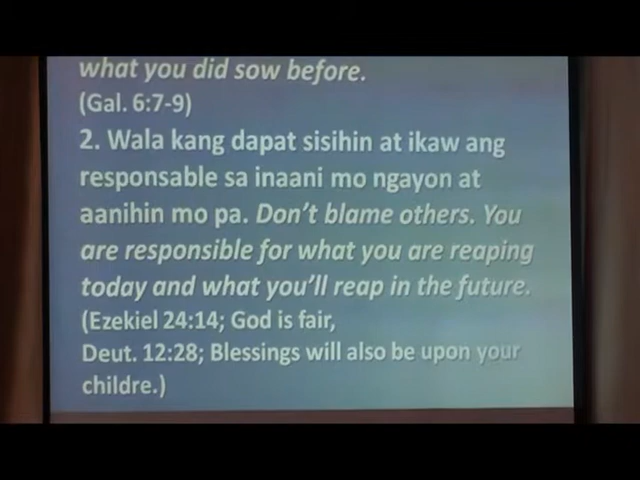 what you did sow before.
(Gal. 6:7-9)
2. Wala kang dapat sisihin at ikaw ang
responsable sa inaani mo ngayon at
aanihin mo pa. Don't blame others. You
are responsible for what you are reaping
today and what you'll reap in the future.
(Ezekiel 24:14; God is fair,
Deut. 12:28; Blessings will also be upon your
childre.)